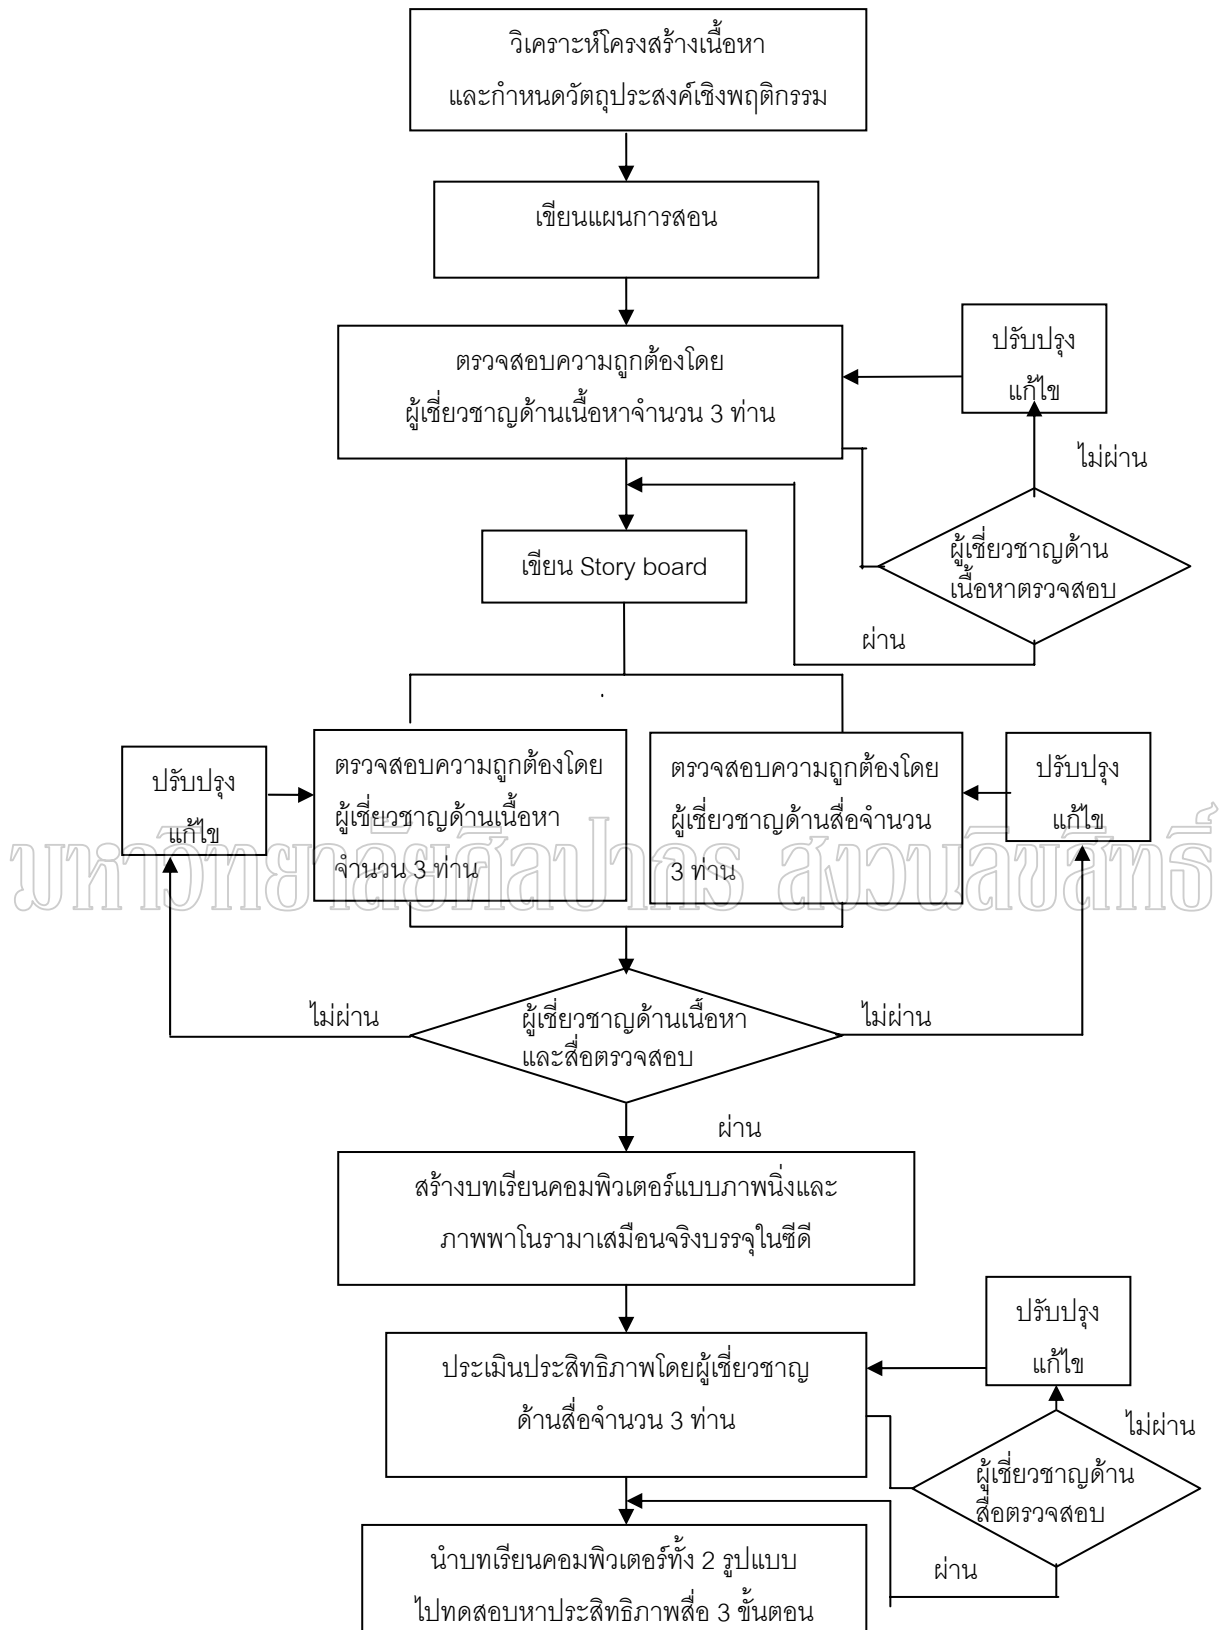 วิเคราะห์โครงสร้างเนื้อหา
และกำหนดวัตถุประสงค์เชิงพฤติกรรม
เขียนแผนการสอน
ตรวจสอบความถูกต้องโดย
ผู้เชี่ยวชาญด้านเนื้อหาจำนวน 3 ท่าน
ปรับปรุง
แก้ไข
ไม่ผ่าน
ผู้เชี่ยวชาญด้าน
เนื้อหาตรวจสอบ
ผ่าน
เขียน Story board
ปรับปรุง
แก้ไข
ตรวจสอบความถูกต้องโดย
ผู้เชี่ยวชาญด้านเนื้อหา
จำนวน 3 ท่าน
ตรวจสอบความถูกต้องโดย
ผู้เชี่ยวชาญด้านสื่อจำนวน
3 ท่าน
ปรับปรุง
แก้ไข
มหาวิทยาลัยศิลปากร สงวนลิขสิทธิ์
ไม่ผ่าน
ผู้เชี่ยวชาญด้านเนื้อหา
และสื่อตรวจสอบ
ไม่ผ่าน
ผ่าน
สร้างบทเรียนคอมพิวเตอร์แบบภาพนิ่งและ
ภาพพาโนรามาเสมือนจริงบรรจุในซีดี
ประเมินประสิทธิภาพโดยผู้เชี่ยวชาญ
ด้านสื่อจำนวน 3 ท่าน
ปรับปรุง
แก้ไข
ไม่ผ่าน
ผู้เชี่ยวชาญด้าน
สื่อตรวจสอบ
ผ่าน
นำบทเรียนคอมพิวเตอร์ทั้ง 2 รูปแบบ
ไปทดสอบหาประสิทธิภาพสื่อ 3 ขั้นตอน